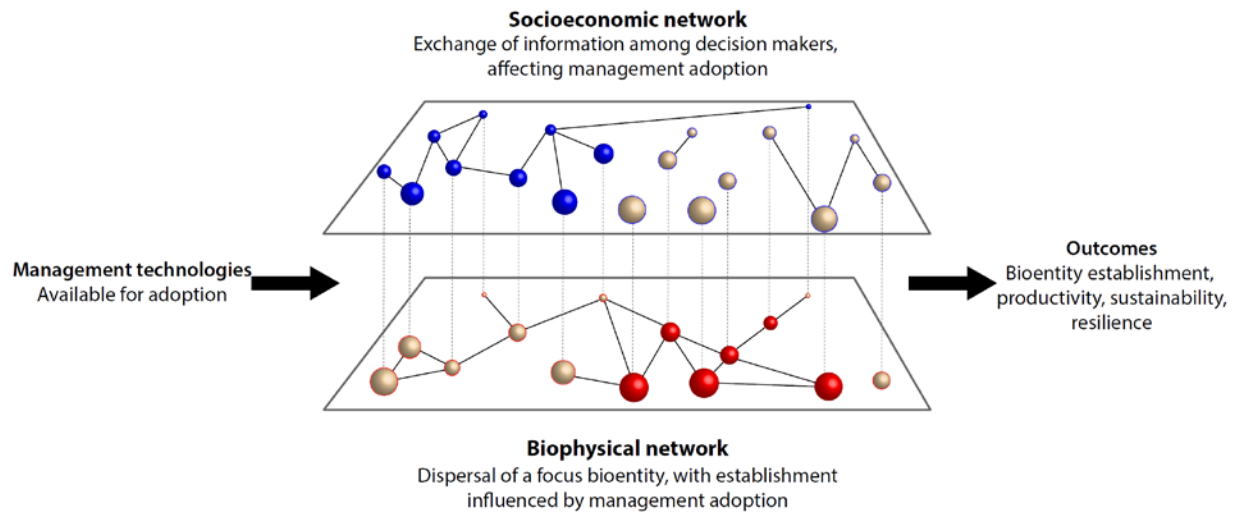 Socioeconomic network
Exchange of information among decision makers,
affecting management adoption
Management technologies
Available for adoption
Outcomes
Bioentity establishment,
productivity, sustainability,
resilience
Biophysical network
Dispersal of a focus bioentity, with establishment
influenced by management adoption